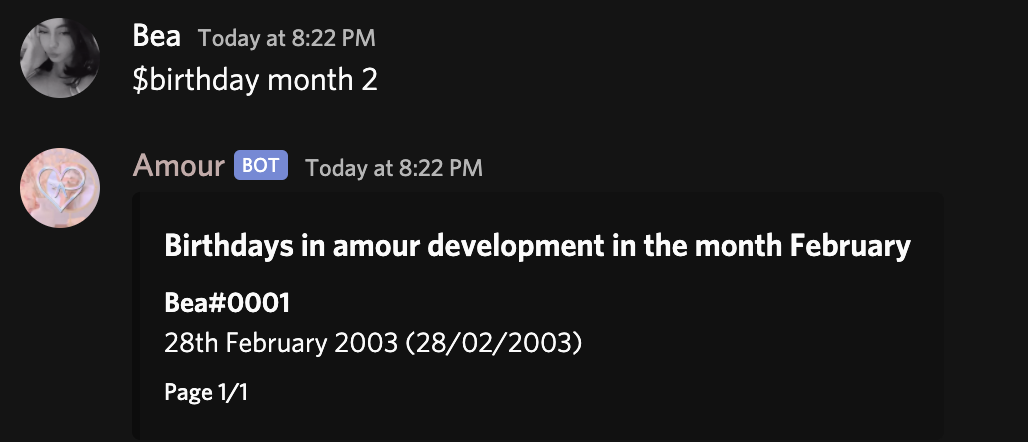 Bea Today at 8:22 PM
$birthday month 2
Amour BOT Today at 8:22 PM
Birthdays in amour development in the month February
Bea#0001
28th February 2003 (28/02/2003)
Page 1/1